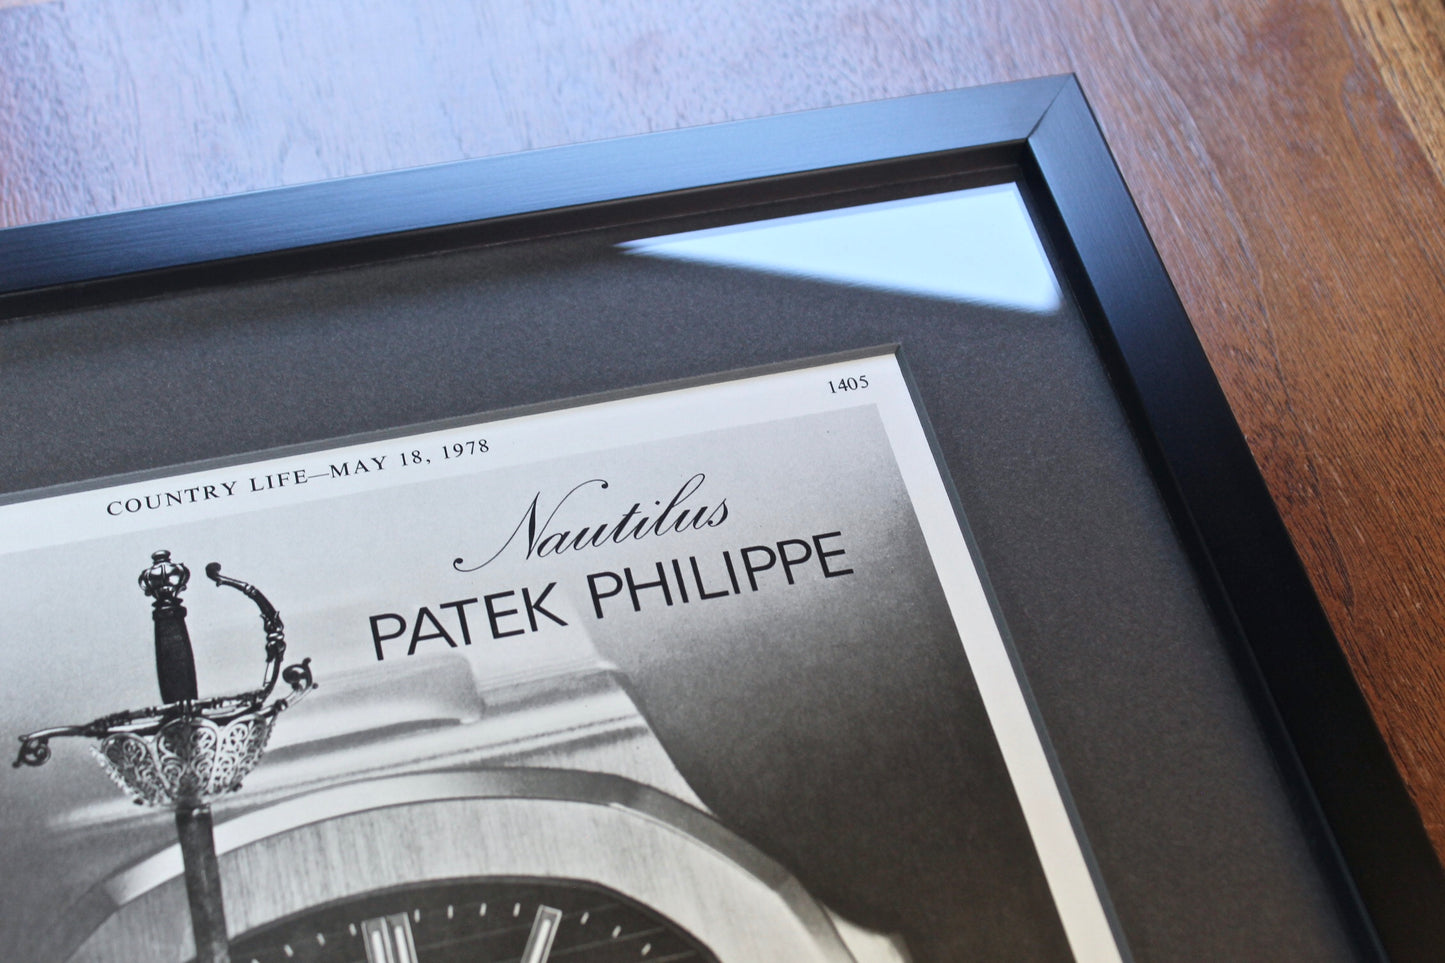 COUNTRY LIFE—MAY 18, 1978
1405
Nautilus
PATEK PHILIPPE